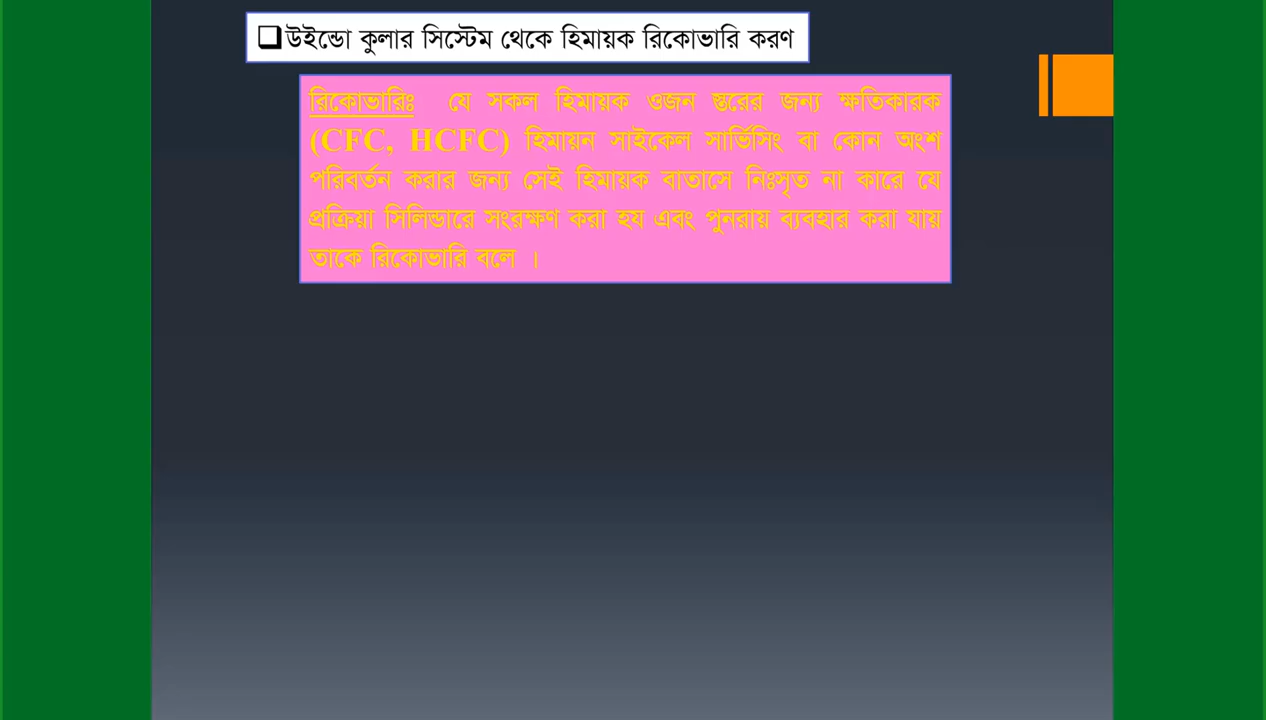 ❑উইন্ডো কুলার সিস্টেম থেকে হিমায়ক রিকোভারি করণ
রিকোভারিঃ যে সকল হিমায়ক ওজন স্তরের জন্য ক্ষতিকারক
(CFC, HCFC) হিমায়ন সাইকেল সার্ভিসিং বা কোন অংশ
পরিবর্তন করার জন্য সেই হিমায়ক বাতাসে নিঃসৃত না কারে যে
প্রক্রিয়া সিলিন্ডারে সংরক্ষণ করা হয এবং পুনরায় ব্যবহার করা যায়
তাকে রিকোভারি বলে ।